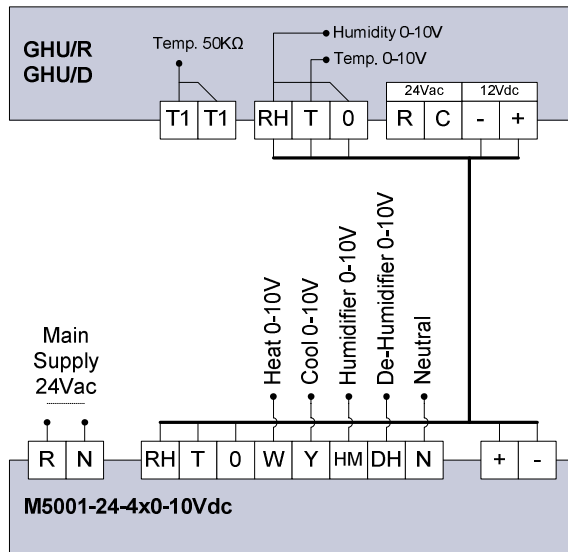 GHU/R
GHU/D
Temp. 50KΩ
Humidity 0-10V
Temp. 0-10V
24Vac 12Vdc
T1 T1 RH T 0 R C - +
Heat 0-10V
Cool 0-10V
Humidifier 0-10V
De-Humidifier 0-10V
Neutral
Main
Supply
24Vac
R N RH T 0 W Y HM DH N + -
M5001-24-4x0-10Vdc